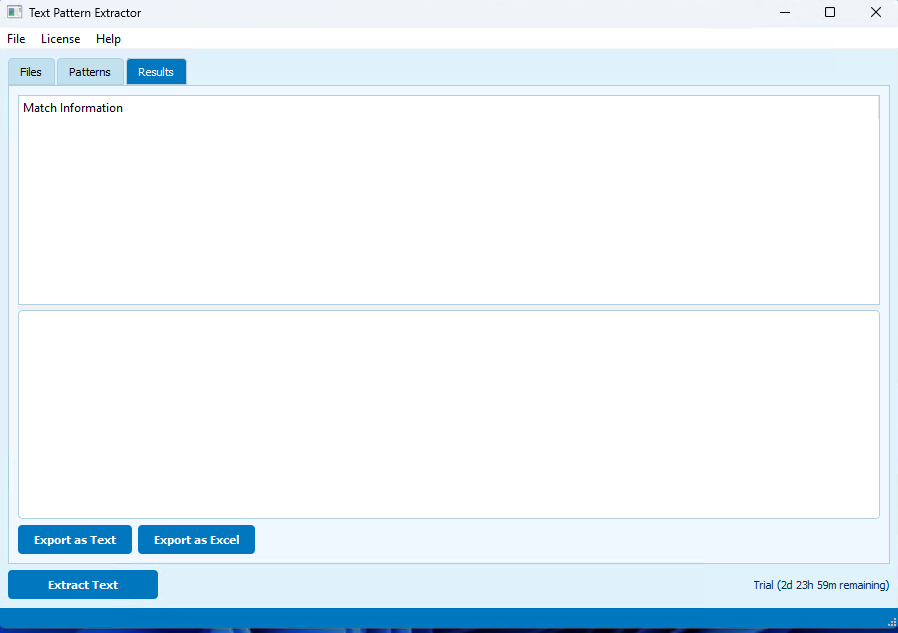 Text Pattern Extractor
File License Help
Files Patterns Results
Match Information
Export as Text Export as Excel
Extract Text Trial (2d 23h 59m remaining)